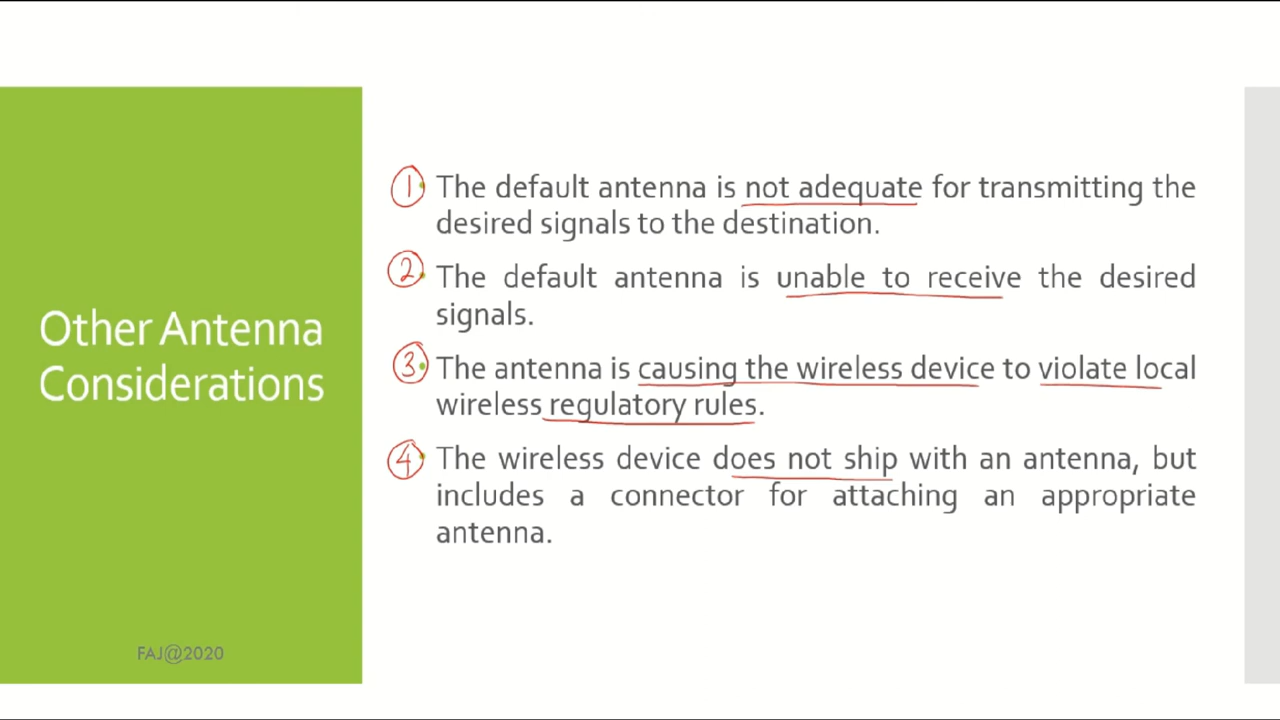 Other Antenna
Considerations
FAJ@2020
① The default antenna is not adequate for transmitting the
desired signals to the destination.
② The default antenna is unable to receive the desired
signals.
③ The antenna is causing the wireless device to violate local
wireless regulatory rules.
④ The wireless device does not ship with an antenna, but
includes a connector for attaching an appropriate
antenna.